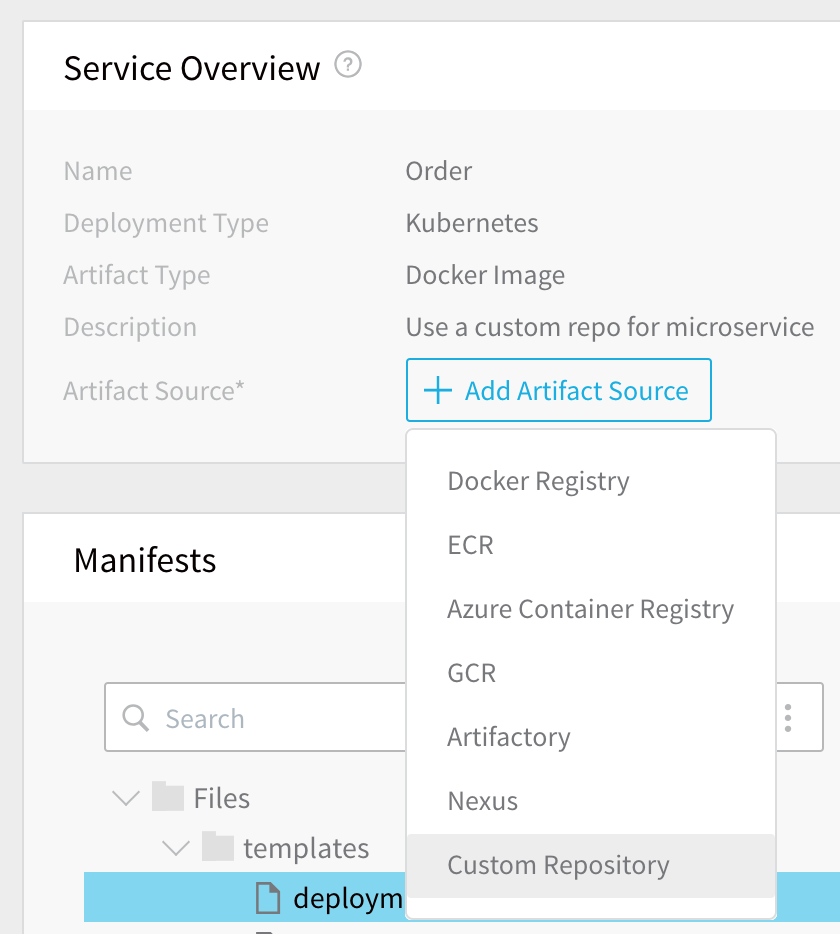 Service Overview ?
Name Order
Deployment Type Kubernetes
Artifact Type Docker Image
Description Use a custom repo for microservice
Artifact Source* + Add Artifact Source
Docker Registry
ECR
Azure Container Registry
GCR
Artifactory
Nexus
Custom Repository
Manifests
Search
Files
templates
deploym